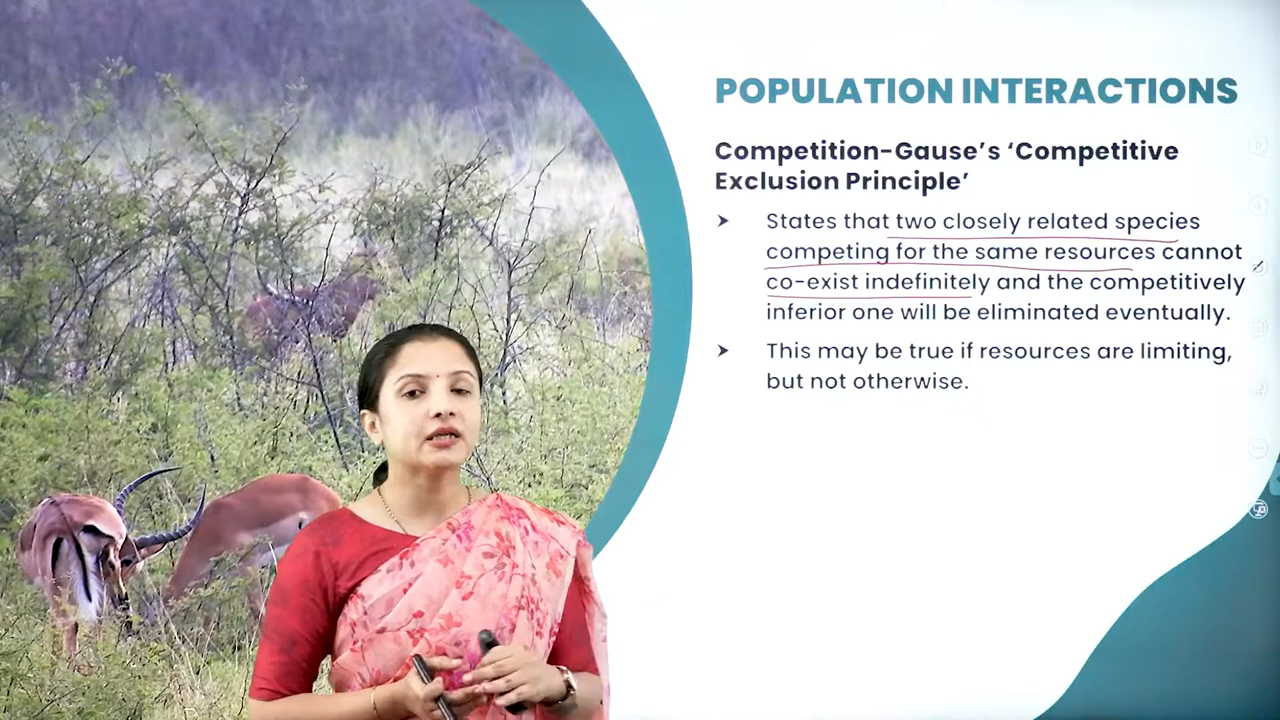 POPULATION INTERACTIONS
Competition-Gause's 'Competitive
Exclusion Principle'
➤ States that two closely related species
competing for the same resources cannot
co-exist indefinitely and the competitively
inferior one will be eliminated eventually.
➤ This may be true if resources are limiting,
but not otherwise.